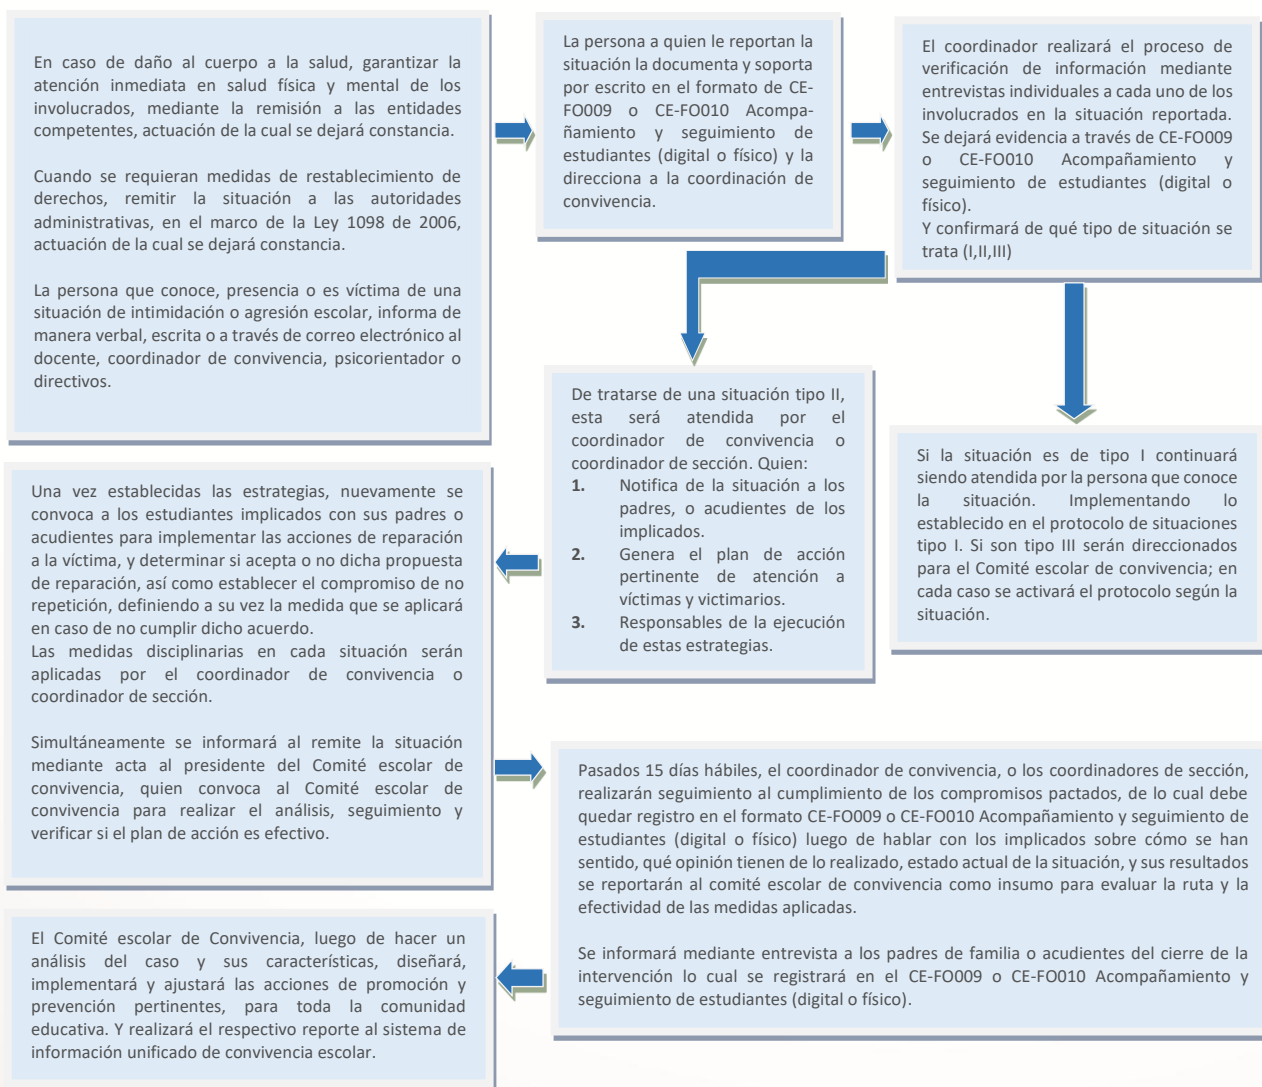 En caso de daño al cuerpo a la salud, garantizar la
atención inmediata en salud física y mental de los
involucrados, mediante la remisión a las entidades
competentes, actuación de la cual se dejará constancia.
Cuando se requieran medidas de restablecimiento de
derechos, remitir la situación a las autoridades
administrativas, en el marco de la Ley 1098 de 2006,
actuación de la cual se dejará constancia.
La persona que conoce, presencia o es víctima de una
situación de intimidación o agresión escolar, informa de
manera verbal, escrita o a través de correo electrónico al
docente, coordinador de convivencia, psicorientador o
directivos.
La persona a quien le reportan la
situación la documenta y soporta
por escrito en el formato de CE-
FO009 o CE-FO010 Acompa-
ñamiento y seguimiento de
estudiantes (digital o físico) y la
direcciona a la coordinación de
convivencia.
El coordinador realizará el proceso de
verificación de información mediante
entrevistas individuales a cada uno de los
involucrados en la situación reportada.
Se dejará evidencia a través de CE-FO009
o CE-FO010 Acompañamiento y
seguimiento de estudiantes (digital o
físico).
Y confirmará de qué tipo de situación se
trata (I,II,III)
De tratarse de una situación tipo II,
esta será atendida por el
coordinador de convivencia o
coordinador de sección. Quien:
1. Notifica de la situación a los
padres, o acudientes de los
implicados.
2. Genera el plan de acción
pertinente de atención a
víctimas y victimarios.
3. Responsables de la ejecución
de estas estrategias.
Si la situación es de tipo I continuará
siendo atendida por la persona que conoce
la situación. Implementando lo
establecido en el protocolo de situaciones
tipo I. Si son tipo III serán direccionados
para el Comité escolar de convivencia; en
cada caso se activará el protocolo según la
situación.
Una vez establecidas las estrategias, nuevamente se
convoca a los estudiantes implicados con sus padres o
acudientes para implementar las acciones de reparación
a la víctima, y determinar si acepta o no dicha propuesta
de reparación, así como establecer el compromiso de no
repetición, definiendo a su vez la medida que se aplicará
en caso de no cumplir dicho acuerdo.
Las medidas disciplinarias en cada situación serán
aplicadas por el coordinador de convivencia o
coordinador de sección.
Simultáneamente se informará al remite la situación
mediante acta al presidente del Comité escolar de
convivencia, quien convoca al Comité escolar de
convivencia para realizar el análisis, seguimiento y
verificar si el plan de acción es efectivo.
Pasados 15 días hábiles, el coordinador de convivencia, o los coordinadores de sección,
realizarán seguimiento al cumplimiento de los compromisos pactados, de lo cual debe
quedar registro en el formato CE-FO009 o CE-FO010 Acompañamiento y seguimiento de
estudiantes (digital o físico) luego de hablar con los implicados sobre cómo se han
sentido, qué opinión tienen de lo realizado, estado actual de la situación, y sus resultados
se reportarán al comité escolar de convivencia como insumo para evaluar la ruta y la
efectividad de las medidas aplicadas.
Se informará mediante entrevista a los padres de familia o acudientes del cierre de la
intervención lo cual se registrará en el CE-FO009 o CE-FO010 Acompañamiento y
seguimiento de estudiantes (digital o físico).
El Comité escolar de Convivencia, luego de hacer un
análisis del caso y sus características, diseñará,
implementará y ajustará las acciones de promoción y
prevención pertinentes, para toda la comunidad
educativa. Y realizará el respectivo reporte al sistema de
información unificado de convivencia escolar.